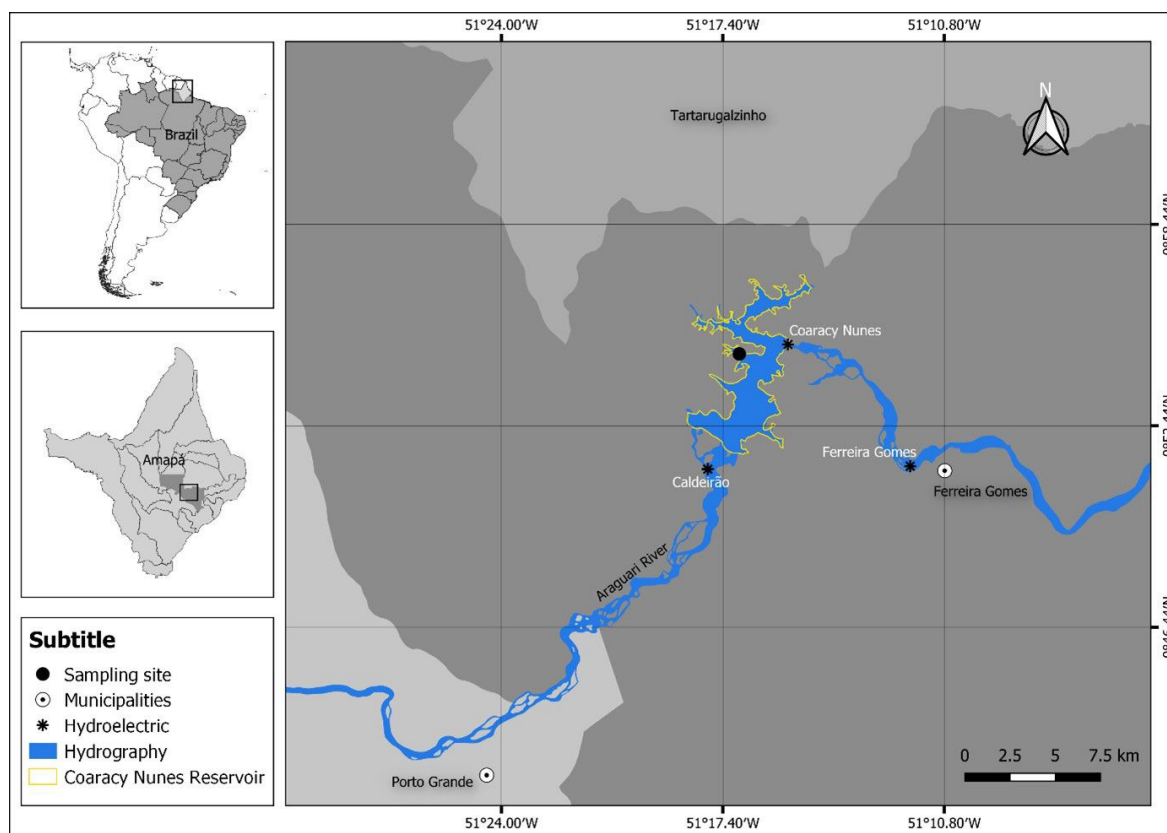 51°24.00'W
51°17.40'W
51°10.80'W
Brazil
Tartarugalzinho
N
Coaracy Nunes
Amapá
Ferreira Gomes
Caldeirão
Ferreira Gomes
Araguari River
Subtitle
Sampling site
Municipalities
Hydroelectric
Hydrography
Coaracy Nunes Reservoir
Porto Grande
0 2.5 5 7.5 km
51°24.00'W
51°17.40'W
51°10.80'W